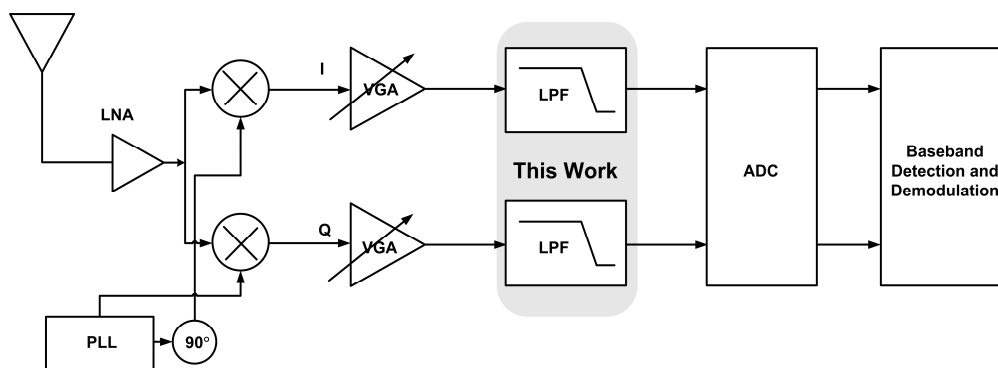 I
VGA
LPF
LNA
This Work
ADC
Baseband
Detection and
Demodulation
Q
VGA
LPF
PLL
90°